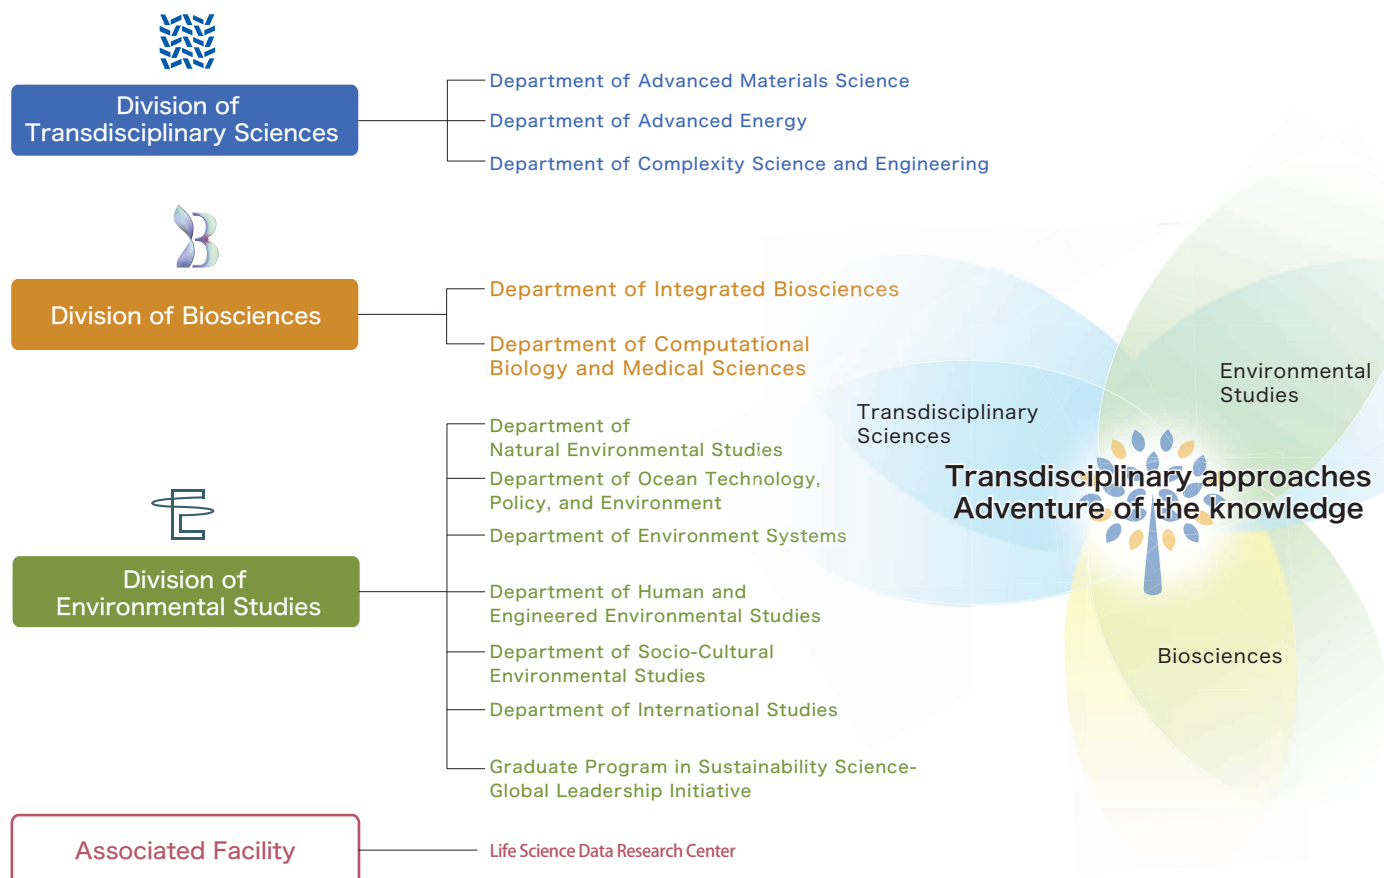 Division of
Transdisciplinary Sciences
Department of Advanced Materials Science
Department of Advanced Energy
Department of Complexity Science and Engineering
Division of Biosciences
Department of Integrated Biosciences
Department of Computational
Biology and Medical Sciences
Division of
Environmental Studies
Department of
Natural Environmental Studies
Department of Ocean Technology,
Policy, and Environment
Department of Environment Systems
Department of Human and
Engineered Environmental Studies
Department of Socio-Cultural
Environmental Studies
Department of International Studies
Graduate Program in Sustainability Science-
Global Leadership Initiative
Associated Facility
Life Science Data Research Center
Transdisciplinary
Sciences
Environmental
Studies
Transdisciplinary approaches
Adventure of the knowledge
Biosciences